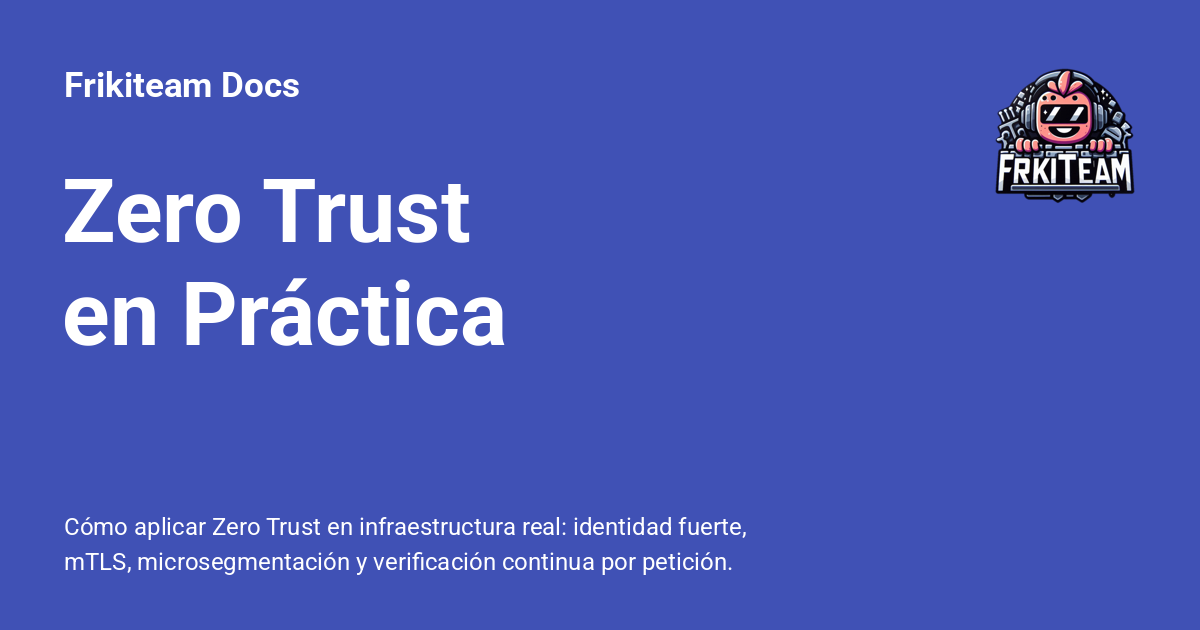 Frikiteam Docs
FRKITEAM
Zero Trust
en Práctica
Cómo aplicar Zero Trust en infraestructura real: identidad fuerte,
mTLS, microsegmentación y verificación continua por petición.